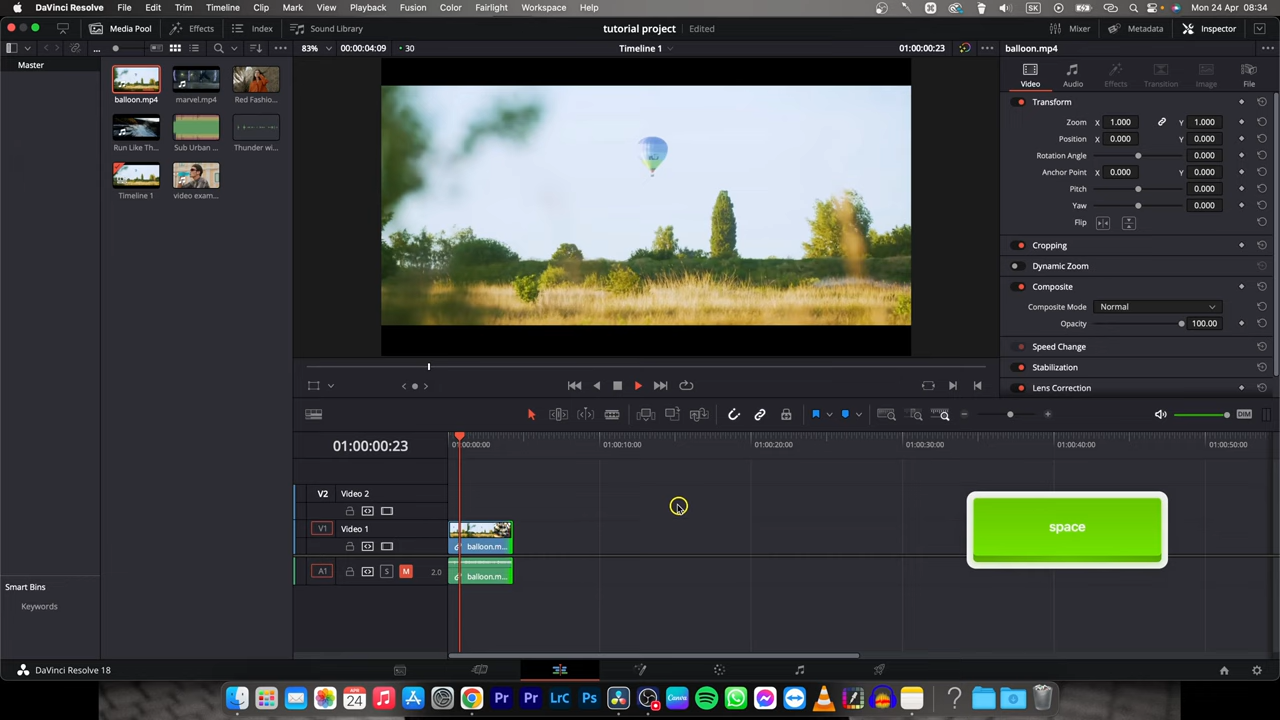 DaVinci Resolve File Edit Trim Timeline Clip Mark View Playback Fusion Color Fairlight Workspace Help Mon 24 Apr 08:34
Media Pool Effects Sound Library tutorial project Edited Mixer Metadata Inspector
... 83% 00:00:04:09 30 Timeline 1 01:00:00:23 balloon.mp4
Master
Video Audio Effects Transition Image File
balloon.mp4 marvel.mp4 Red Fashio...
Run Like Th... Sub Urban ... Thunder wi...
Timeline 1 video exam...
Transform
Zoom X 1.000 Y 1.000
Position X 0.000 Y 0.000
Rotation Angle 0.000
Anchor Point X 0.000 Y 0.000
Pitch 0.000
Yaw 0.000
Flip
Cropping
Dynamic Zoom
Composite
Composite Mode Normal
Opacity 100.00
Speed Change
Stabilization
Lens Correction
DIM
01:00:00:23
01:00:00:00 01:00:10:00 01:00:20:00 01:00:30:00 01:00:40:00 01:00:50:00
V2 Video 2
V1 Video 1
balloon.m...
A1 S M 2.0 balloon.m...
space
Smart Bins
Keywords
DaVinci Resolve 18
APR 24 Pr Pr LrC Ps Canva